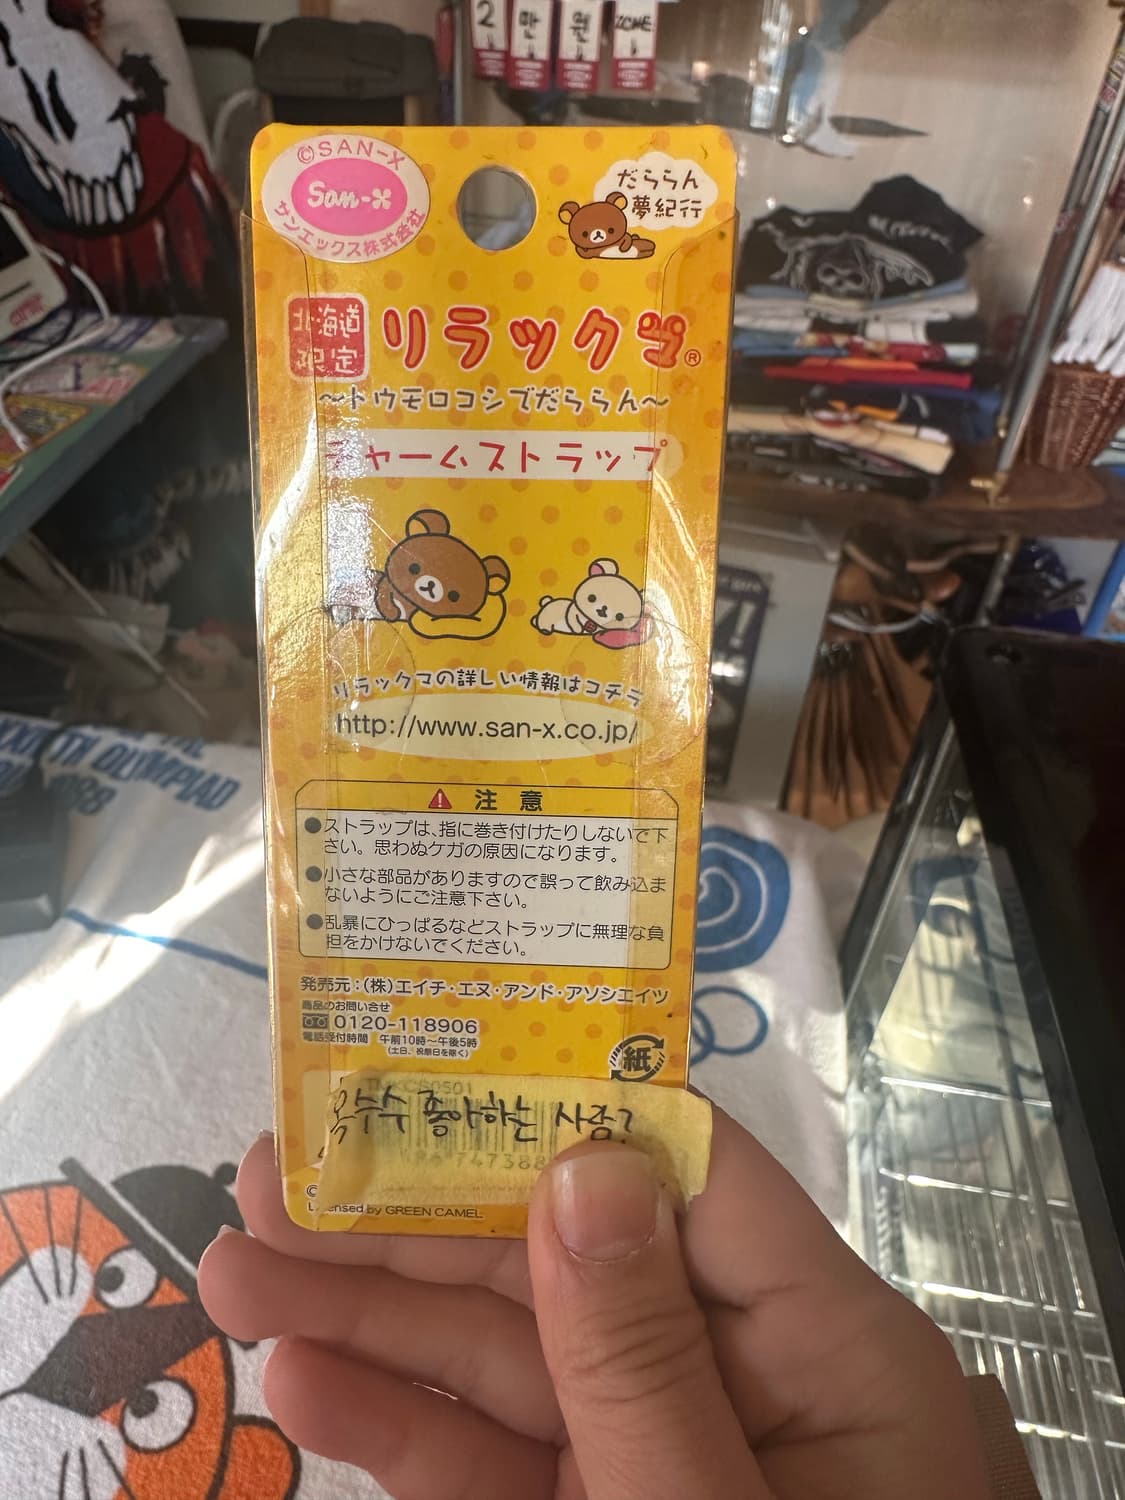 2 만 원
©SAN-X
San-x
サンエックス株式会社
だららん
夢紀行
北海道
限定
リラックマ®
～トウモロコシでだららん～
チャームストラップ
リラックマの詳しい情報はコチラ
http://www.san-x.co.jp/
注意
●ストラップは、指に巻き付けたりしないで下
さい。思わぬケガの原因になります。
●小さな部品がありますので誤って飲み込ま
ないようにご注意下さい。
●乱暴にひっぱるなどストラップに無理な負
担をかけないでください。
発売元：(株)エイチ・エヌ・アンド・アソシエイツ
商品のお問い合せ
0120-118906
電話受付時間 午前10時～午後5時
(土日、祝祭日を除く)
紙
옥수수 좋아하는 사람?
©
Licensed by GREEN CAMEL
OLYMPIAD